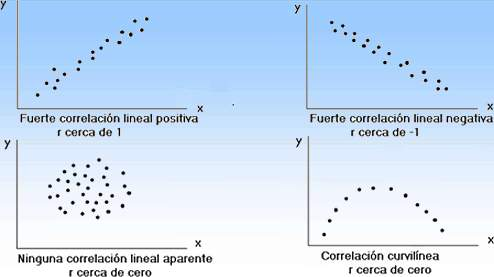 y
x
Fuerte correlación lineal positiva
r cerca de 1
y
x
Fuerte correlación lineal negativa
r cerca de -1
y
x
Ninguna correlación lineal aparente
r cerca de cero
y
x
Correlación curvilínea
r cerca de cero